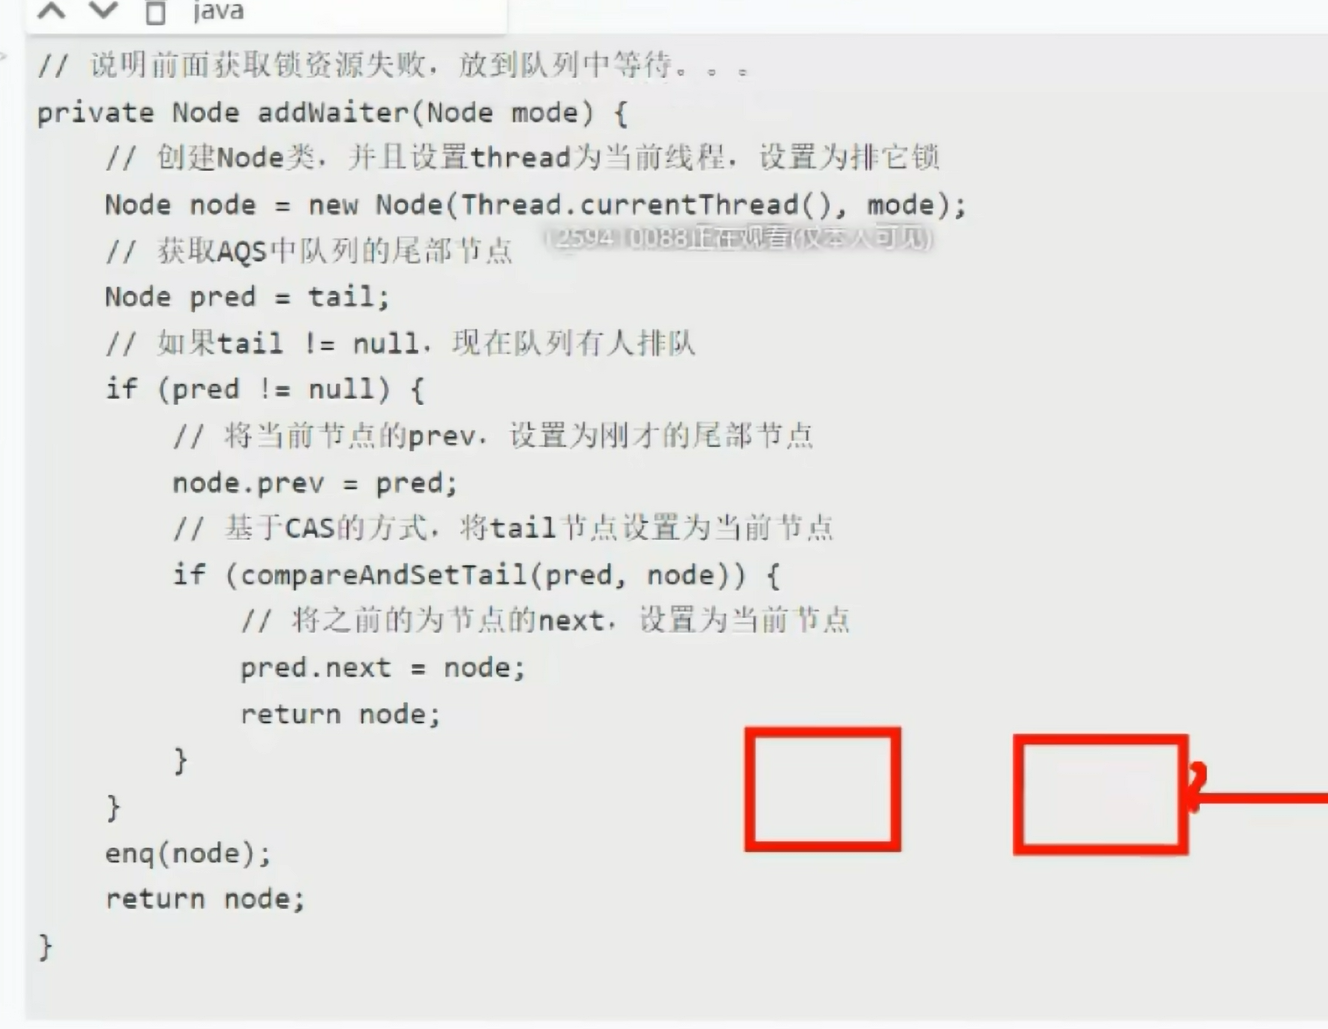 java
// 说明前面获取锁资源失败，放到队列中等待。。。
private Node addWaiter(Node mode) {
// 创建Node类，并且设置thread为当前线程，设置为排它锁
Node node = new Node(Thread.currentThread(), mode);
正在观看(仅本人可见)
// 获取AQS中队列的尾部节点
Node pred = tail;
// 如果tail != null，现在队列有人排队
if (pred != null) {
// 将当前节点的prev，设置为刚才的尾部节点
node.prev = pred;
// 基于CAS的方式，将tail节点设置为当前节点
if (compareAndSetTail(pred, node)) {
// 将之前的为节点的next，设置为当前节点
pred.next = node;
return node;
}
}
enq(node);
return node;
}